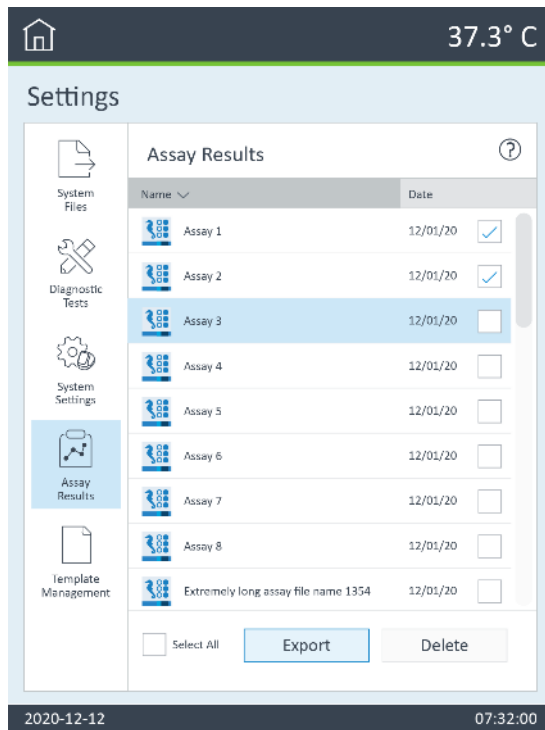 37.3° C
Settings
System
Files
Diagnostic
Tests
System
Settings
Assay
Results
Template
Management
Assay Results
?
Name Date
Assay 1 12/01/20
Assay 2 12/01/20
Assay 3 12/01/20
Assay 4 12/01/20
Assay 5 12/01/20
Assay 6 12/01/20
Assay 7 12/01/20
Assay 8 12/01/20
Extremely long assay file name 1354 12/01/20
Select All Export Delete
2020-12-12 07:32:00